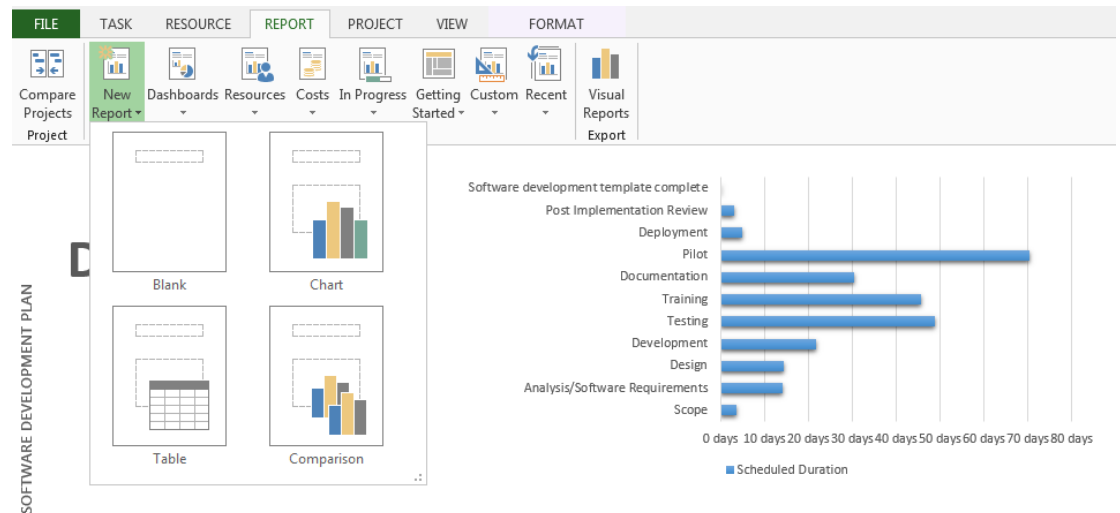 FILE TASK RESOURCE REPORT PROJECT VIEW FORMAT
Compare Projects
New Report
Dashboards
Resources
Costs
In Progress
Getting Started
Custom
Recent
Visual Reports
Project
Export
Blank
Chart
Table
Comparison
D
SOFTWARE DEVELOPMENT PLAN
Software development template complete
Post Implementation Review
Deployment
Pilot
Documentation
Training
Testing
Development
Design
Analysis/Software Requirements
Scope
0 days 10 days 20 days 30 days 40 days 50 days 60 days 70 days 80 days
Scheduled Duration